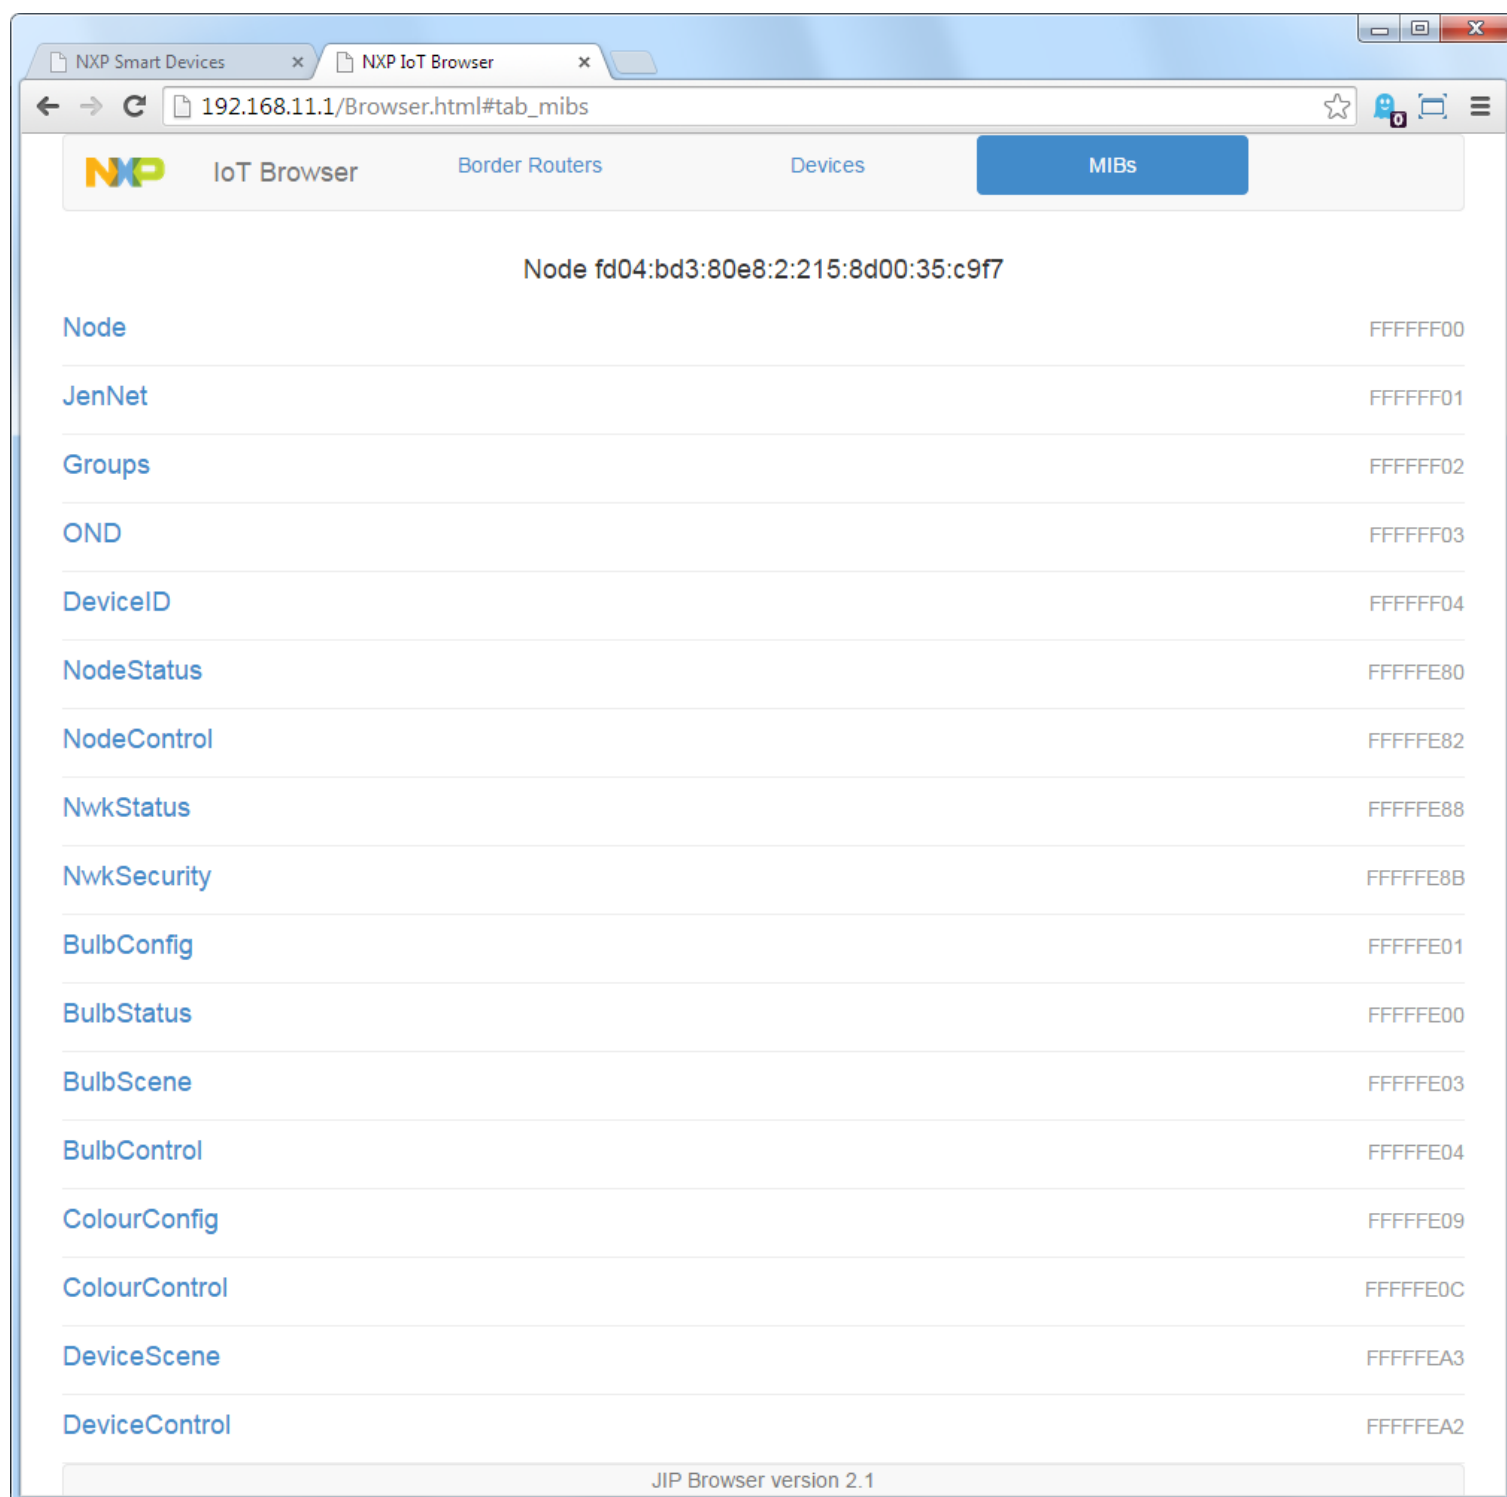 NXP Smart Devices
NXP IoT Browser
192.168.11.1/Browser.html#tab_mibs
0
NXP IoT Browser Border Routers Devices MIBs
Node fd04:bd3:80e8:2:215:8d00:35:c9f7
Node FFFFFF00
JenNet FFFFFF01
Groups FFFFFF02
OND FFFFFF03
DeviceID FFFFFF04
NodeStatus FFFFFE80
NodeControl FFFFFE82
NwkStatus FFFFFE88
NwkSecurity FFFFFE8B
BulbConfig FFFFFE01
BulbStatus FFFFFE00
BulbScene FFFFFE03
BulbControl FFFFFE04
ColourConfig FFFFFE09
ColourControl FFFFFE0C
DeviceScene FFFFFEA3
DeviceControl FFFFFEA2
JIP Browser version 2.1